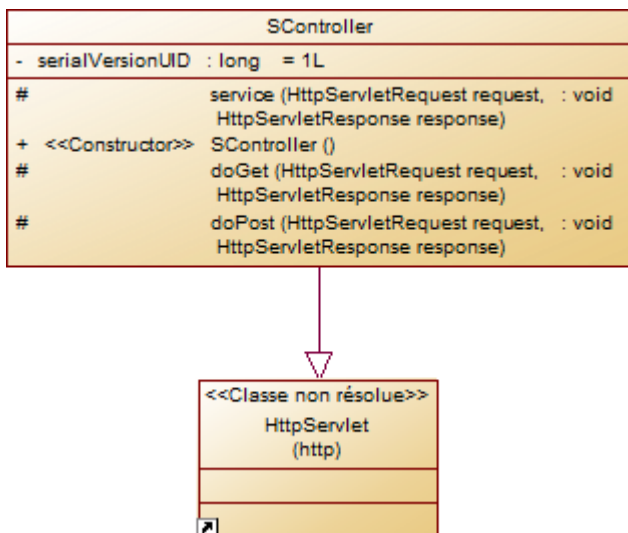 SController
- serialVersionUID : long = 1L
# service (HttpServletRequest request, : void
HttpServletResponse response)
+ <<Constructor>> SController ()
# doGet (HttpServletRequest request, : void
HttpServletResponse response)
# doPost (HttpServletRequest request, : void
HttpServletResponse response)
<<Classe non résolue>>
HttpServlet
(http)